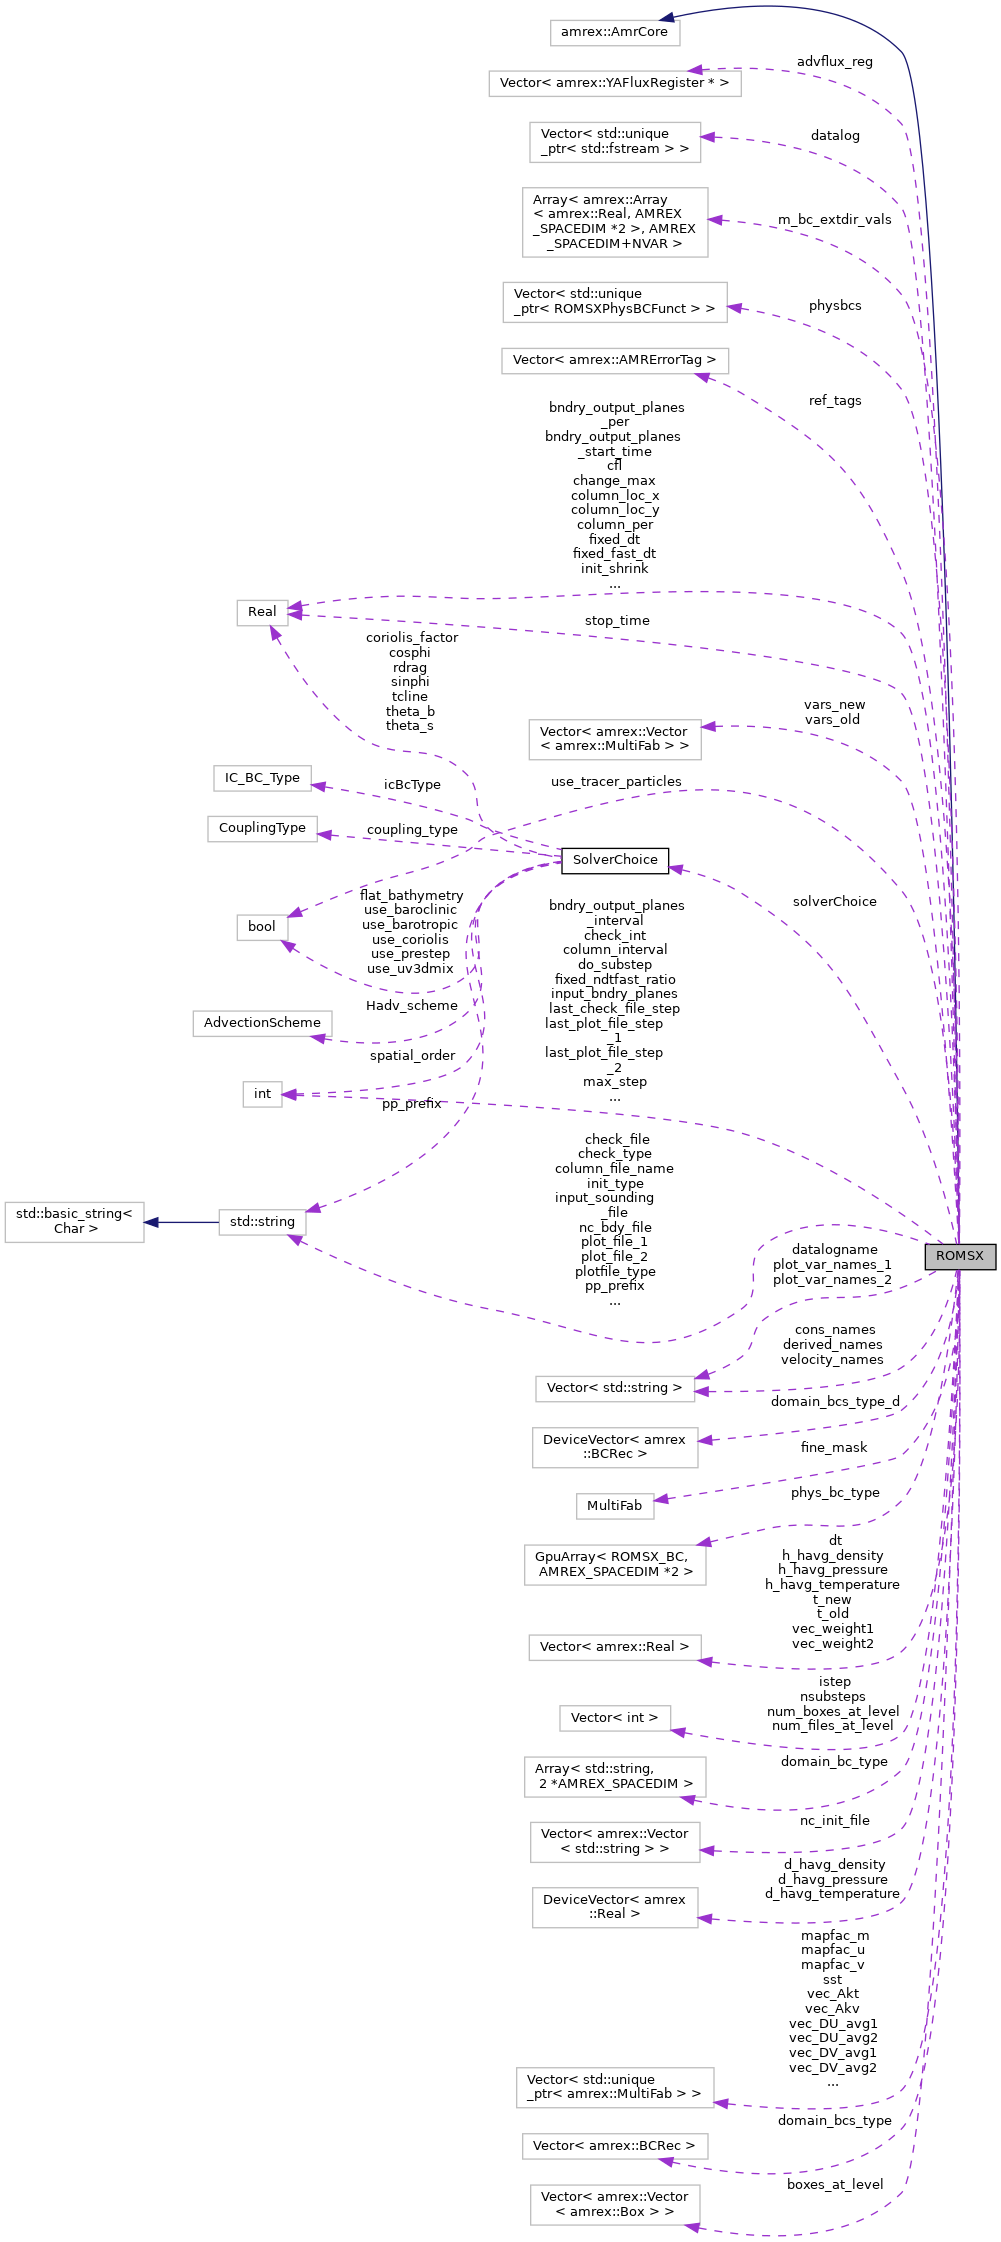 amrex::AmrCore
advflux_reg
Vector< amrex::YAFluxRegister * >
datalog
Vector< std::unique
_ptr< std::fstream > >
Array< amrex::Array
< amrex::Real, AMREX
_SPACEDIM *2 >, AMREX
_SPACEDIM+NVAR >
m_bc_extdir_vals
Vector< std::unique
_ptr< ROMSXPhysBCFunct > >
physbcs
Vector< amrex::AMRErrorTag >
ref_tags
bndry_output_planes
_per
bndry_output_planes
_start_time
cfl
change_max
column_loc_x
column_loc_y
column_per
fixed_dt
fixed_fast_dt
init_shrink
...
Real
stop_time
coriolis_factor
cosphi
rdrag
sinphi
tcline
theta_b
theta_s
vars_new
vars_old
Vector< amrex::Vector
< amrex::MultiFab > >
IC_BC_Type
icBcType
use_tracer_particles
CouplingType
coupling_type
SolverChoice
solverChoice
flat_bathymetry
use_baroclinic
use_barotropic
use_coriolis
use_prestep
use_uv3dmix
bool
bndry_output_planes
_interval
check_int
column_interval
do_substep
fixed_ndtfast_ratio
input_bndry_planes
last_check_file_step
last_plot_file_step
_1
last_plot_file_step
_2
max_step
...
Hadv_scheme
AdvectionScheme
spatial_order
int
pp_prefix
check_file
check_type
column_file_name
init_type
input_sounding
_file
nc_bdy_file
plot_file_1
plot_file_2
plotfile_type
pp_prefix
...
std::basic_string<
Char >
std::string
ROMSX
datalogname
plot_var_names_1
plot_var_names_2
cons_names
derived_names
velocity_names
Vector< std::string >
domain_bcs_type_d
DeviceVector< amrex
::BCRec >
fine_mask
MultiFab
phys_bc_type
GpuArray< ROMSX_BC,
AMREX_SPACEDIM *2 >
dt
h_havg_density
h_havg_pressure
h_havg_temperature
t_new
t_old
vec_weight1
vec_weight2
Vector< amrex::Real >
istep
nsubsteps
num_boxes_at_level
num_files_at_level
Vector< int >
domain_bc_type
Array< std::string,
2 *AMREX_SPACEDIM >
nc_init_file
Vector< amrex::Vector
< std::string > >
d_havg_density
d_havg_pressure
d_havg_temperature
DeviceVector< amrex
::Real >
mapfac_m
mapfac_u
mapfac_v
sst
vec_Akt
vec_Akv
vec_DU_avg1
vec_DU_avg2
vec_DV_avg1
vec_DV_avg2
...
Vector< std::unique
_ptr< amrex::MultiFab > >
domain_bcs_type
Vector< amrex::BCRec >
boxes_at_level
Vector< amrex::Vector
< amrex::Box > >